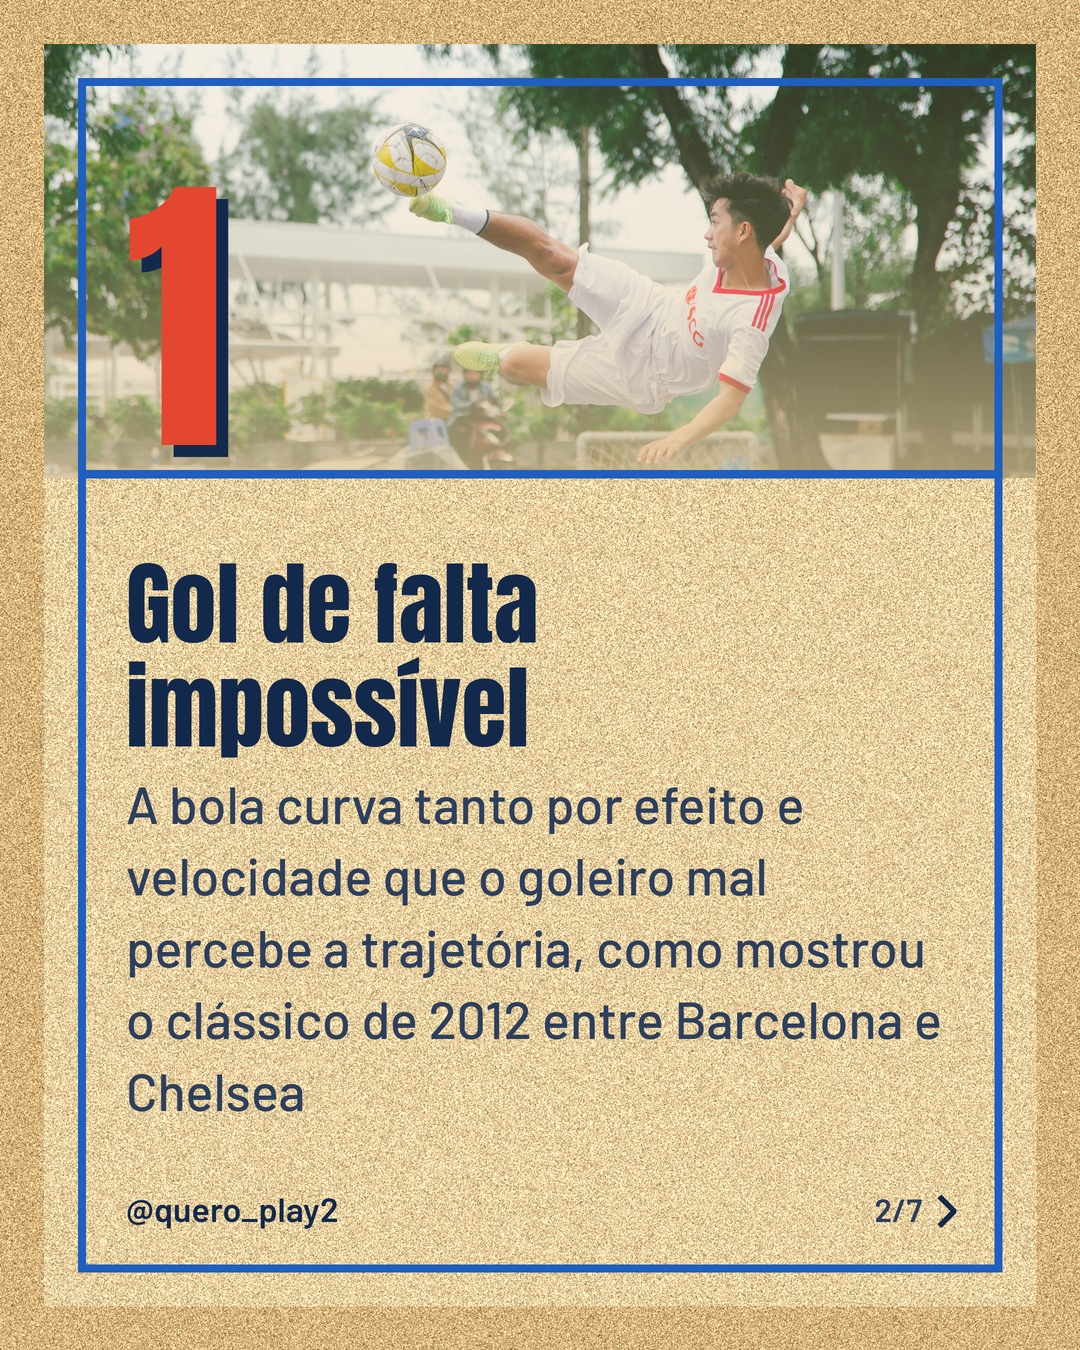 1
Gol de falta
impossível
A bola curva tanto por efeito e
velocidade que o goleiro mal
percebe a trajetória, como mostrou
o clássico de 2012 entre Barcelona e
Chelsea
@quero_play2
2/7